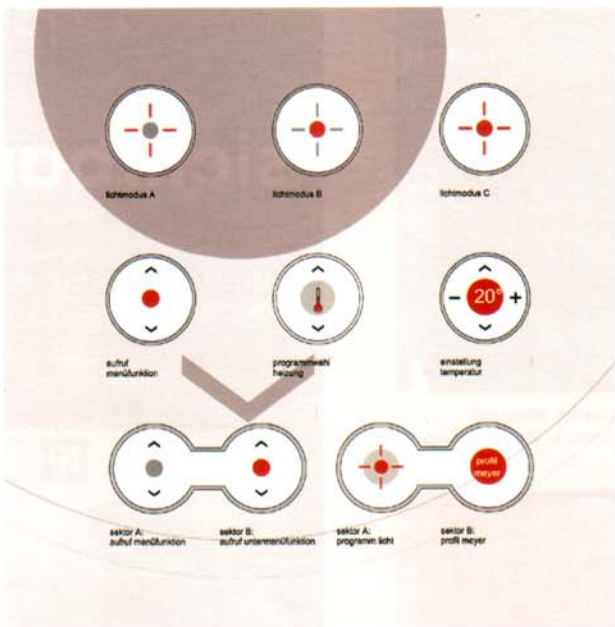 lichtmodus A
lichtmodus B
lichtmodus C
aufruf
menüfunktion
programmwahl
heizung
- 20° +
einstellung
temperatur
profil
meyer
sektor A:
aufruf menüfunktion
sektor B:
aufruf untermenüfunktion
sektor A:
programm licht
sektor B:
profil meyer